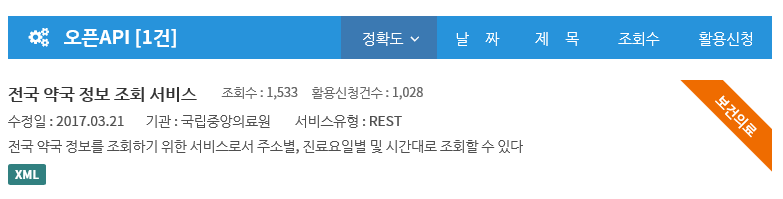 오픈API [1건] 정확도 날 짜 제 목 조회수 활용신청
전국 약국 정보 조회 서비스 조회수 : 1,533 활용신청건수 : 1,028
보건의료
수정일 : 2017.03.21 기관 : 국립중앙의료원 서비스유형 : REST
전국 약국 정보를 조회하기 위한 서비스로서 주소별, 진료요일별 및 시간대로 조회할 수 있다
XML